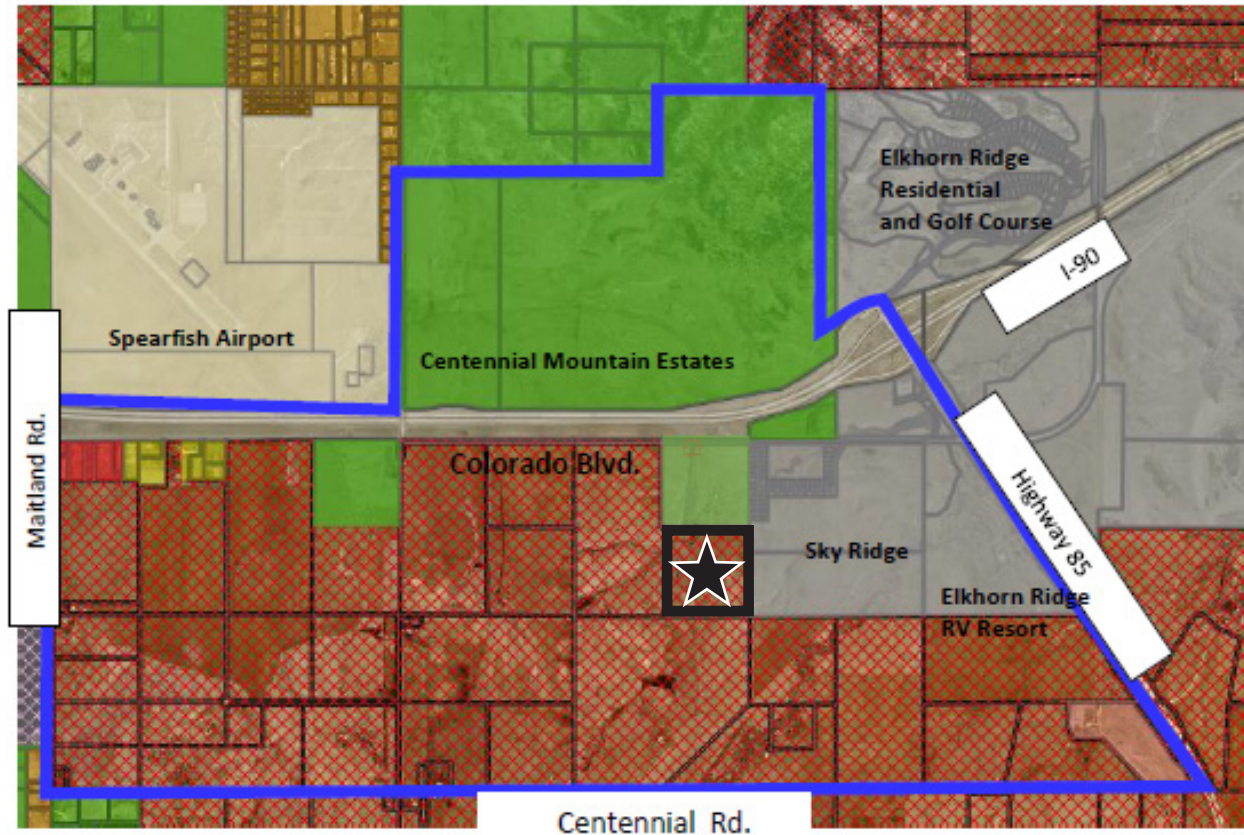 Elkhorn Ridge
Residential
and Golf Course
I-90
Spearfish Airport
Centennial Mountain Estates
Maitland Rd.
Colorado Blvd.
Highway 85
Sky Ridge
Elkhorn Ridge
RV Resort
Centennial Rd.